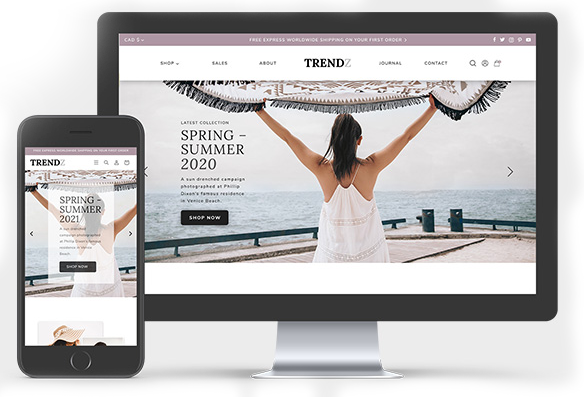 CAD $
FREE EXPRESS WORLDWIDE SHIPPING ON YOUR FIRST ORDER
SHOP SALES ABOUT TRENDZ JOURNAL CONTACT
LATEST COLLECTION
SPRING –
SUMMER
2020
A sun drenched campaign
photographed at Phillip
Dixon's famous residence
in Venice Beach.
SHOP NOW
FREE EXPRESS WORLDWIDE SHIPPING ON YOUR FIRST ORDER
TRENDZ
SPRING –
SUMMER
2021
A sun drenched
campaign photographed
at Phillip Dixon's famous
residence in Venice
Beach.
SHOP NOW